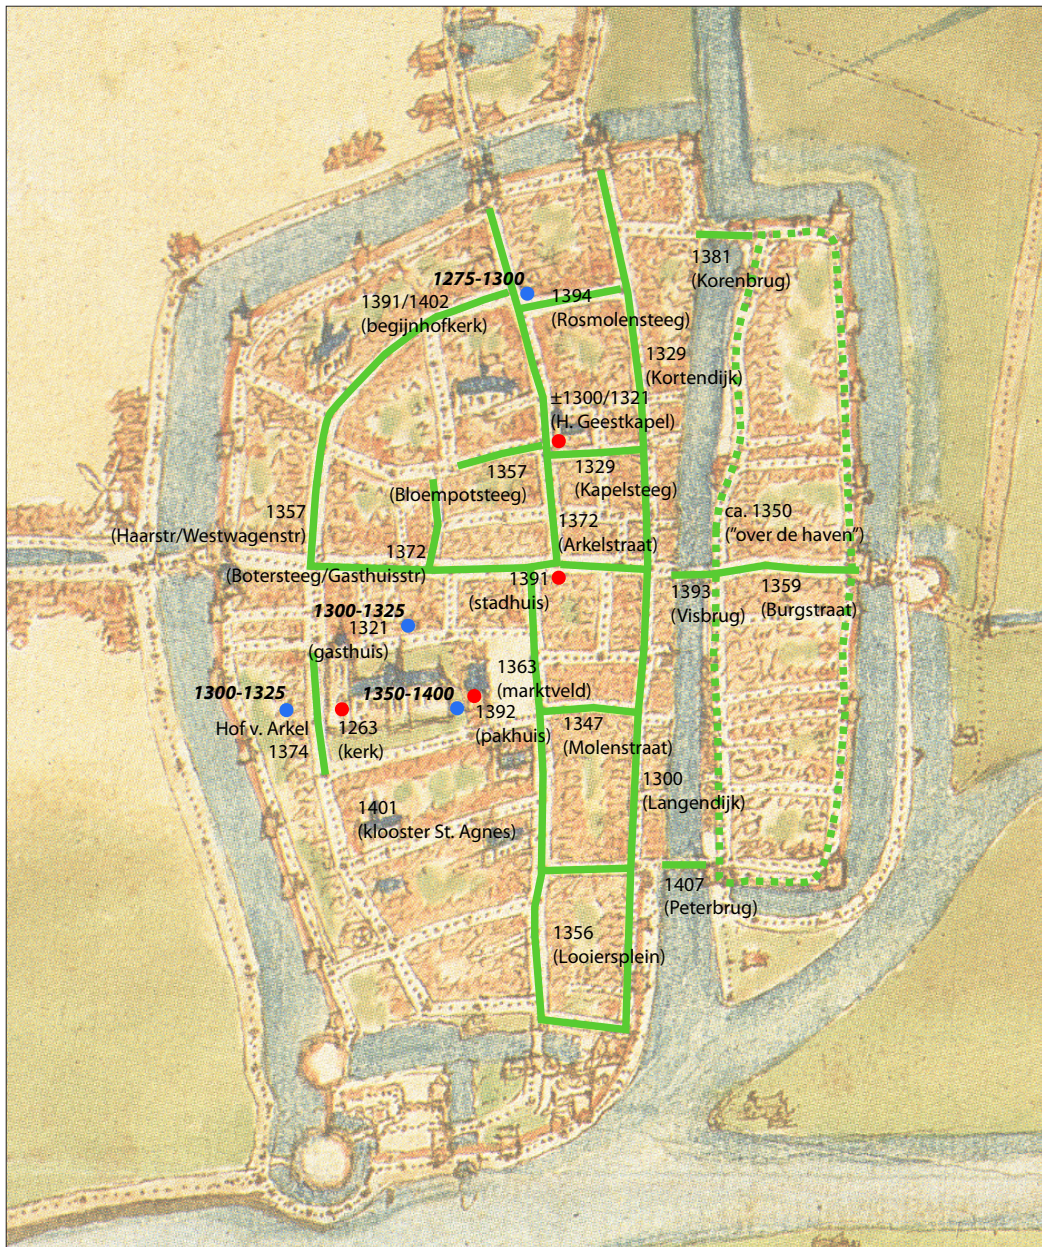 1381
(Korenbrug)
1275-1300
1391/1402
(begijnhofkerk)
1394
(Rosmolensteeg)
1329
(Kortendijk)
±1300/1321
(H. Geestkapel)
1357
(Bloempotsteeg)
1329
(Kapelsteeg)
1357
(Haarstr/Westwagenstr)
1372
(Arkelstraat)
ca. 1350
("over de haven")
1372
(Botersteeg/Gasthuisstr)
1391
(stadhuis)
1393
(Visbrug)
1359
(Burgstraat)
1300-1325
1321
(gasthuis)
1363
(marktveld)
1300-1325
Hof v. Arkel
1374
1350-1400
1263
(kerk)
1392
(pakhuis)
1347
(Molenstraat)
1300
(Langendijk)
1401
(klooster St. Agnes)
1407
(Peterbrug)
1356
(Looiersplein)